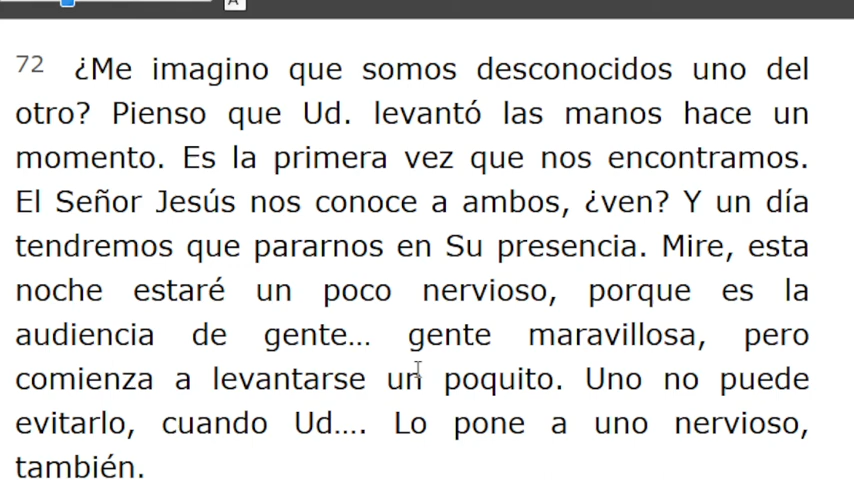 A
72 ¿Me imagino que somos desconocidos uno del
otro? Pienso que Ud. levantó las manos hace un
momento. Es la primera vez que nos encontramos.
El Señor Jesús nos conoce a ambos, ¿ven? Y un día
tendremos que pararnos en Su presencia. Mire, esta
noche estaré un poco nervioso, porque es la
audiencia de gente... gente maravillosa, pero
comienza a levantarse un poquito. Uno no puede
evitarlo, cuando Ud.... Lo pone a uno nervioso,
también.